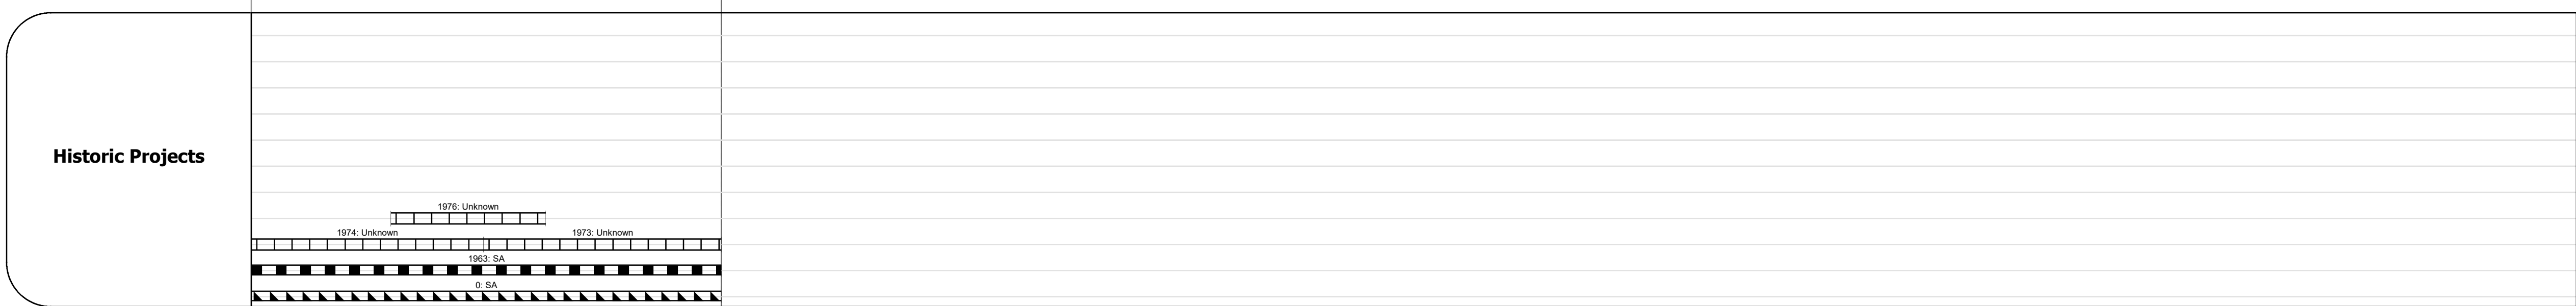 Historic Projects
1976: Unknown
1974: Unknown
1973: Unknown
1963: SA
0: SA